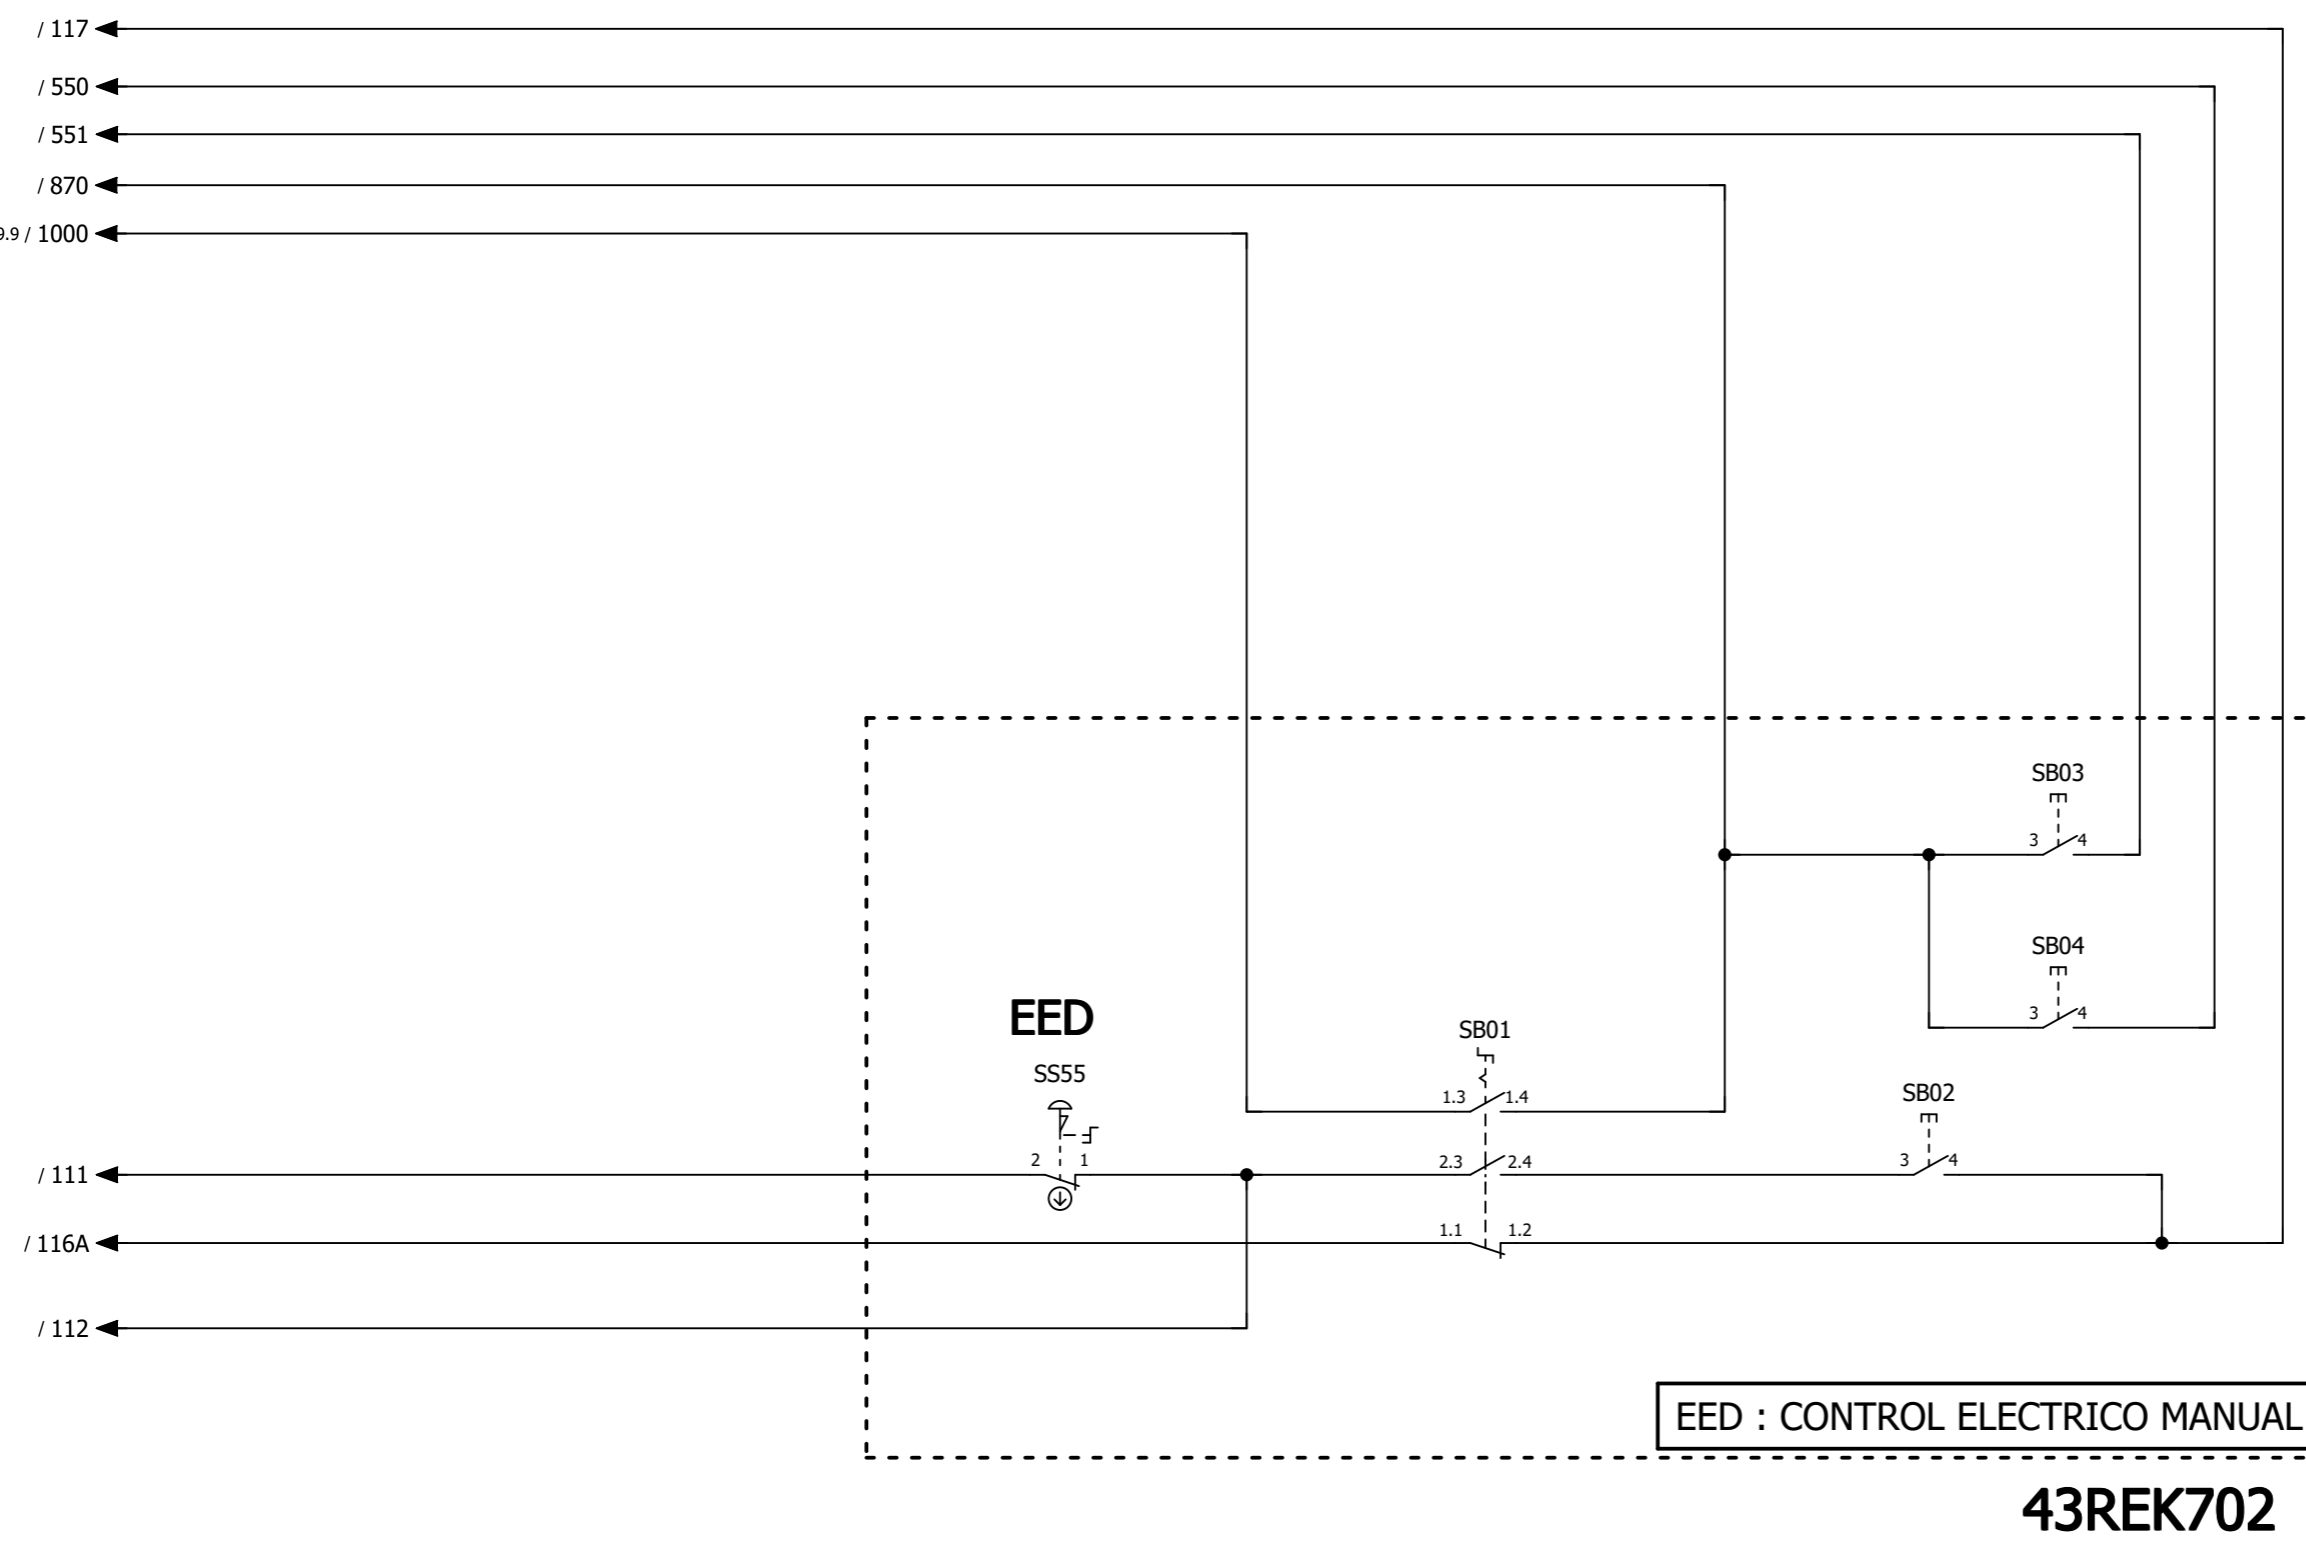 / 117
/ 550
/ 551
/ 870
9.9 / 1000
SB03
3 4
SB04
3 4
EED
SS55
2 1
SB01
1.3 1.4
SB02
2.3 2.4
3 4
1.1 1.2
/ 111
/ 116A
/ 112
EED : CONTROL ELECTRICO MANUAL
43REK702